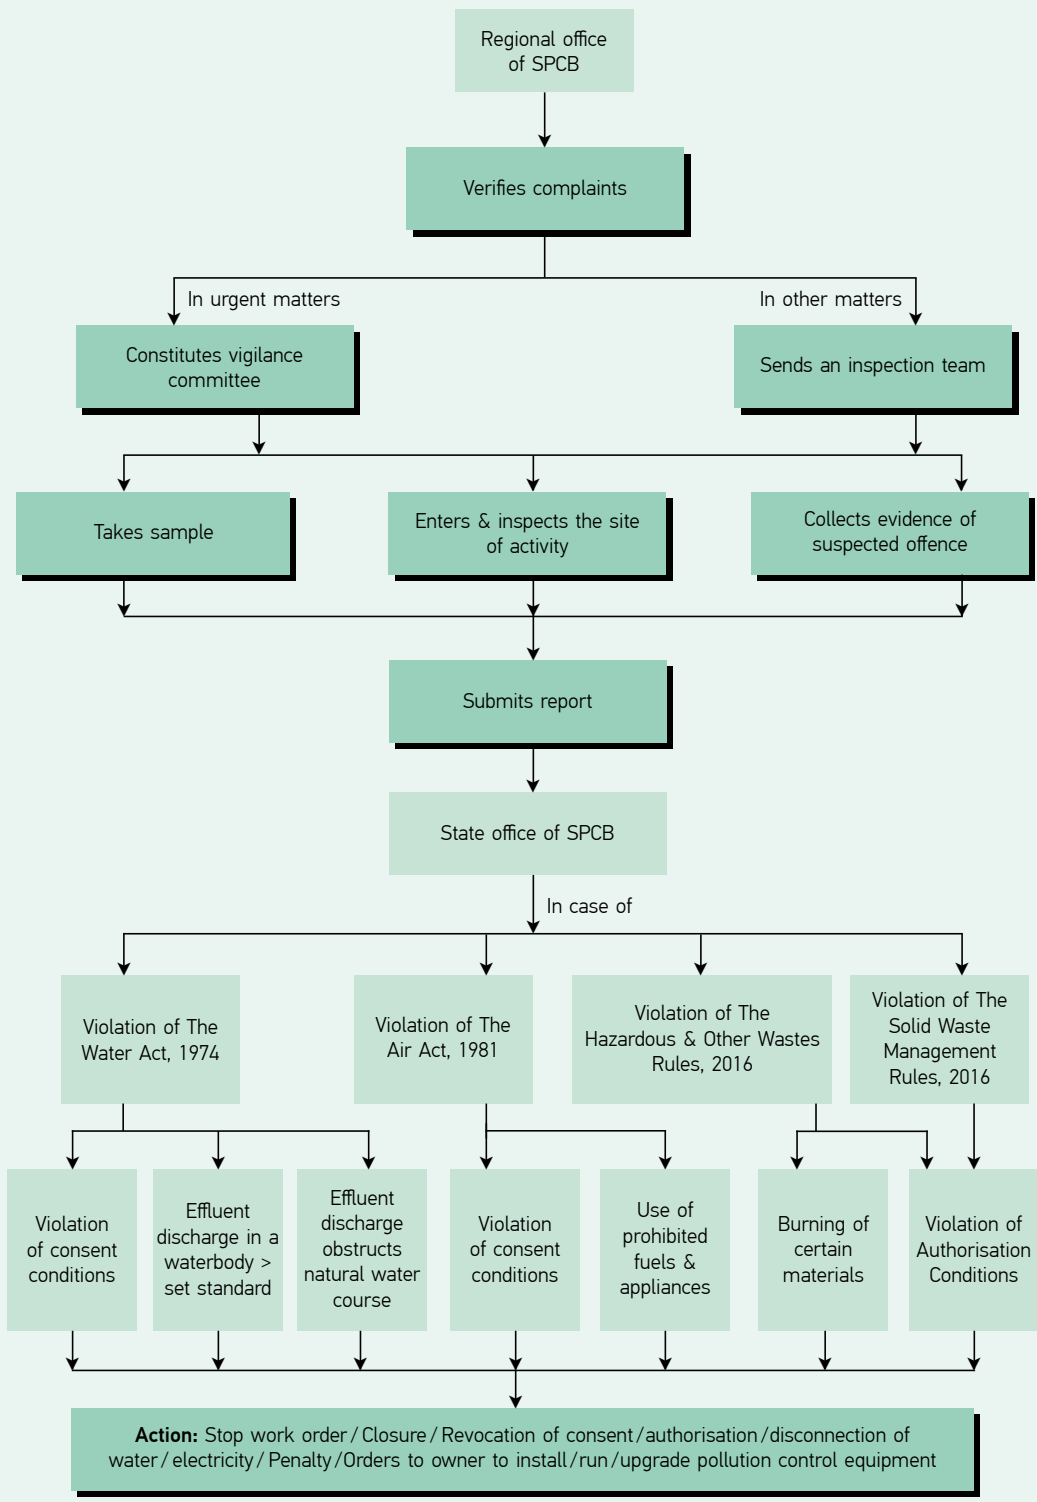 Regional office
of SPCB
Verifies complaints
In urgent matters
In other matters
Constitutes vigilance
committee
Sends an inspection team
Takes sample
Enters & inspects the site
of activity
Collects evidence of
suspected offence
Submits report
State office of SPCB
In case of
Violation of The
Water Act, 1974
Violation of The
Air Act, 1981
Violation of The
Hazardous & Other Wastes
Rules, 2016
Violation of The
Solid Waste
Management
Rules, 2016
Violation
of consent
conditions
Effluent
discharge in a
waterbody >
set standard
Effluent
discharge
obstructs
natural water
course
Violation
of consent
conditions
Use of
prohibited
fuels &
appliances
Burning of
certain
materials
Violation of
Authorisation
Conditions
Action: Stop work order/Closure/Revocation of consent/authorisation/disconnection of
water/electricity/Penalty/Orders to owner to install/run/upgrade pollution control equipment